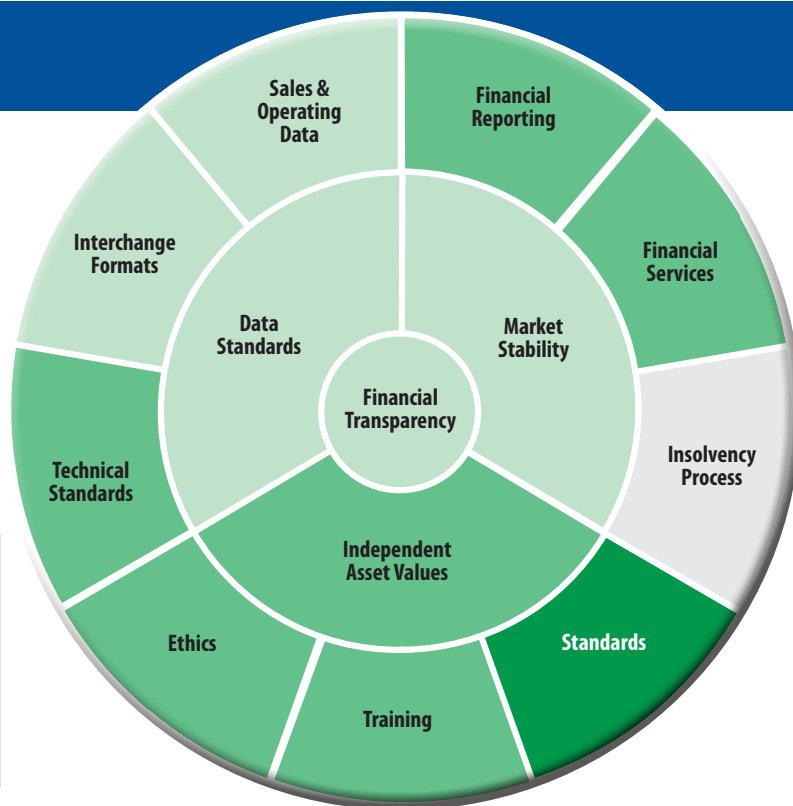 Sales &
Operating
Data
Financial
Reporting
Interchange
Formats
Financial
Services
Data
Standards
Market
Stability
Financial
Transparency
Technical
Standards
Insolvency
Process
Independent
Asset Values
Ethics
Standards
Training